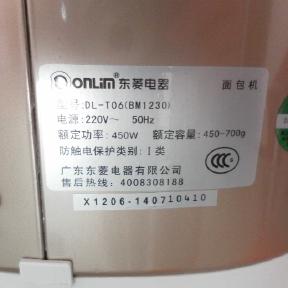 DonLim 东菱电器 面包机
型号: DL-T06(BM1230)
电源: 220V~ 50Hz
额定功率: 450W 额定容量: 450-700g
防触电保护类别: I 类
广东东菱电器有限公司
售后热线: 4008308188
X1206-140710410